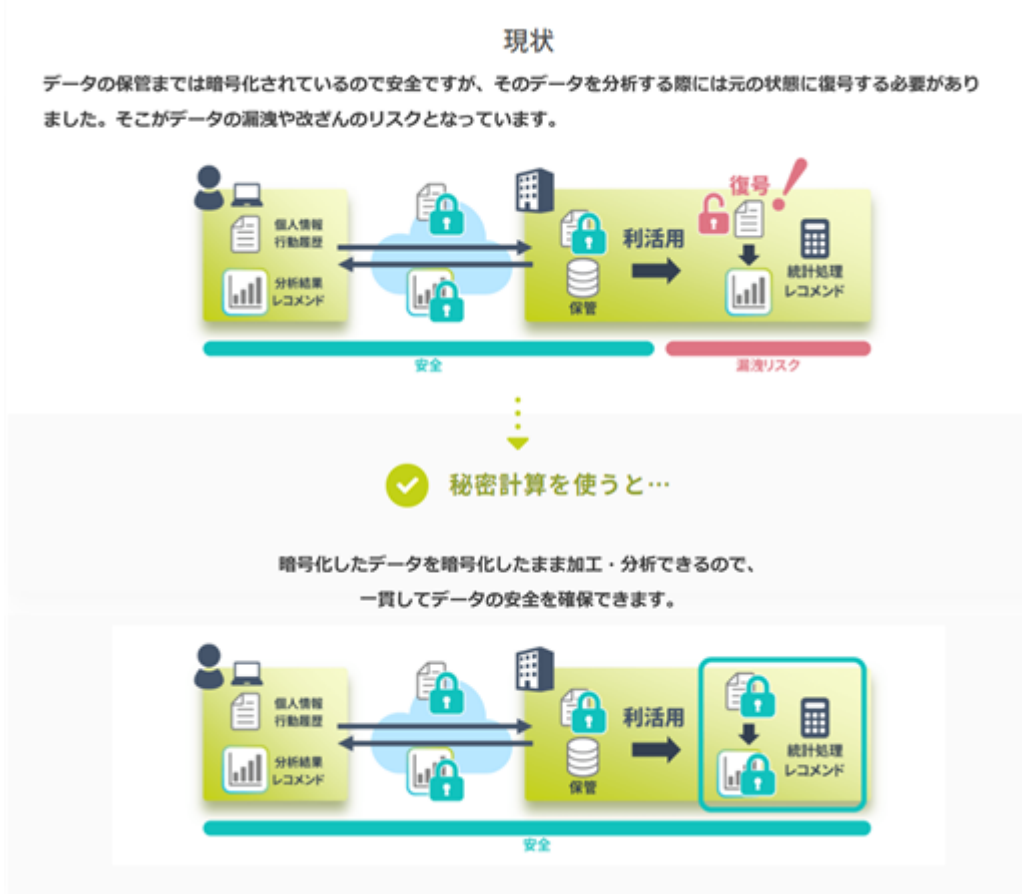 現状
データの保管までは暗号化されているので安全ですが、そのデータを分析する際には元の状態に復号する必要があり
ました。そこがデータの漏洩や改ざんのリスクとなっています。
復号
個人情報
行動履歴
利活用
分析結果
レコメンド
統計処理
レコメンド
保管
安全
漏洩リスク
秘密計算を使うと…
暗号化したデータを暗号化したまま加工・分析できるので、
一貫してデータの安全を確保できます。
個人情報
行動履歴
利活用
分析結果
レコメンド
統計処理
レコメンド
保管
安全